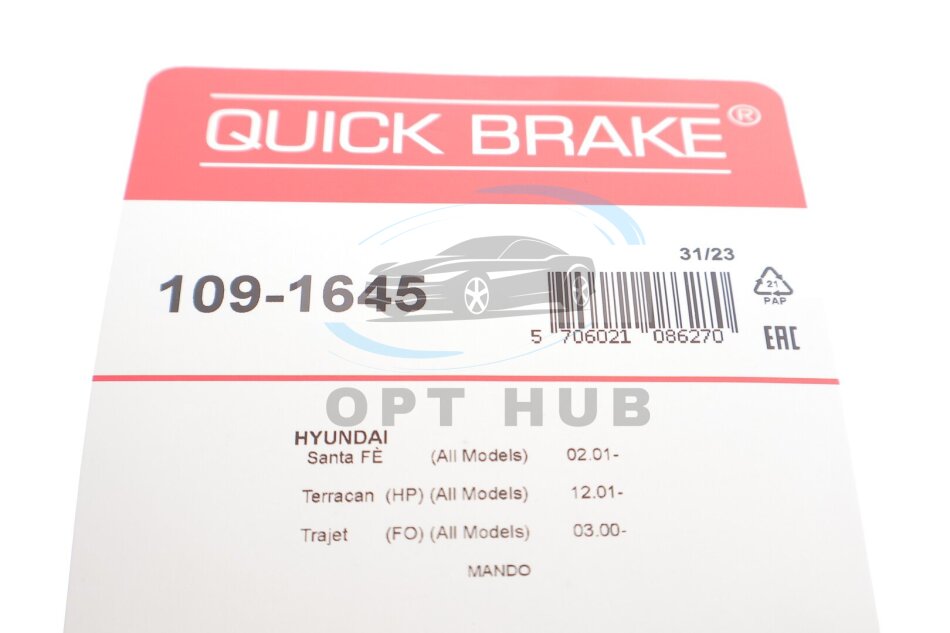 QUICK BRAKE®
31/23
109-1645
21
PAP
5 706021 086270
EAC
OPT HUB
HYUNDAI
Santa FÈ (All Models) 02.01-
Terracan (HP) (All Models) 12.01-
Trajet (FO) (All Models) 03.00-
MANDO